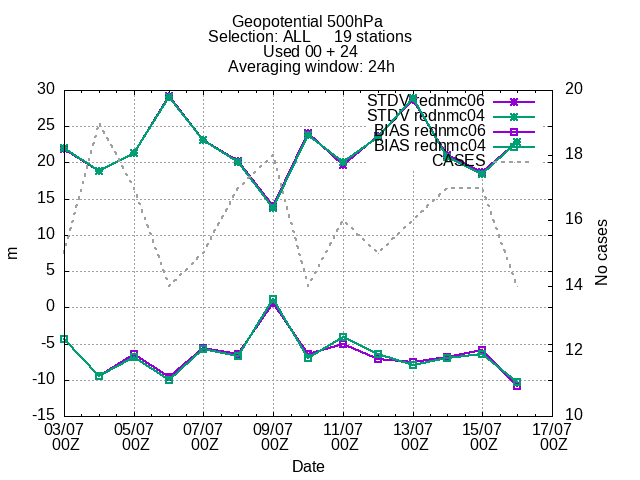 Geopotential 500hPa
Selection: ALL 19 stations
Used 00 + 24
Averaging window: 24h
STDV rednmc06
STDV rednmc04
BIAS rednmc06
BIAS rednmc04
CASES
30
25
20
15
10
5
0
-5
-10
-15
m
20
18
16
14
12
10
No cases
03/07 05/07 07/07 09/07 11/07 13/07 15/07 17/07
00Z 00Z 00Z 00Z 00Z 00Z 00Z 00Z
Date